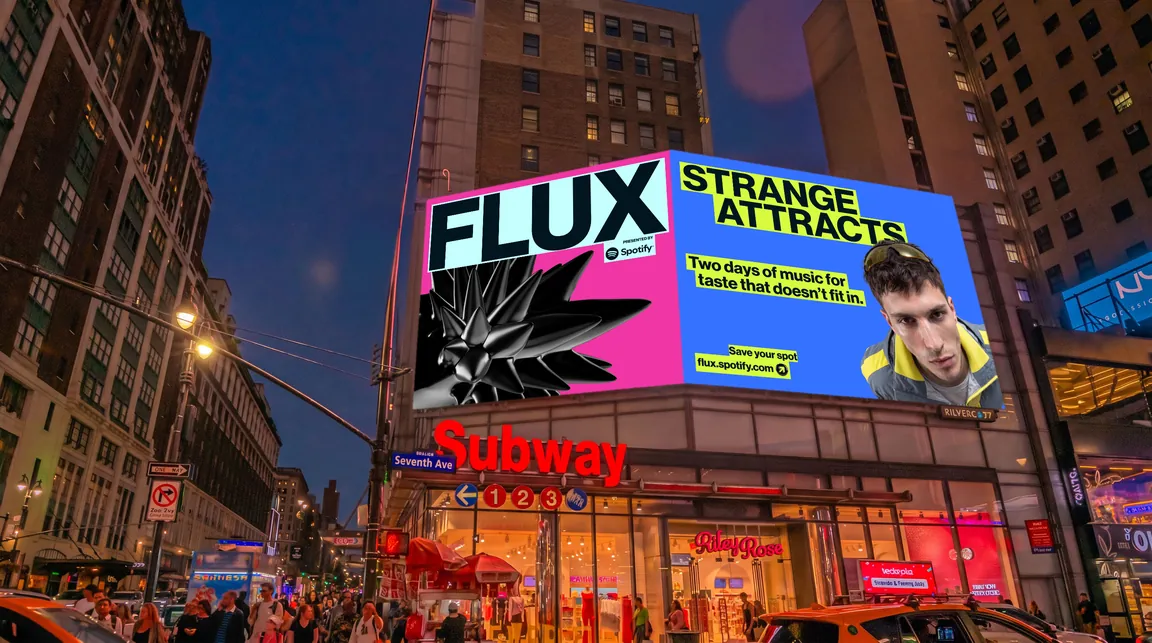 FLUX
PRESENTED BY
Spotify
STRANGE
ATTRACTS
Two days of music for
taste that doesn't fit in.
Save your spot
flux.spotify.com
Subway
Seventh Ave
1 2 3
Riley Rose
ONE WAY